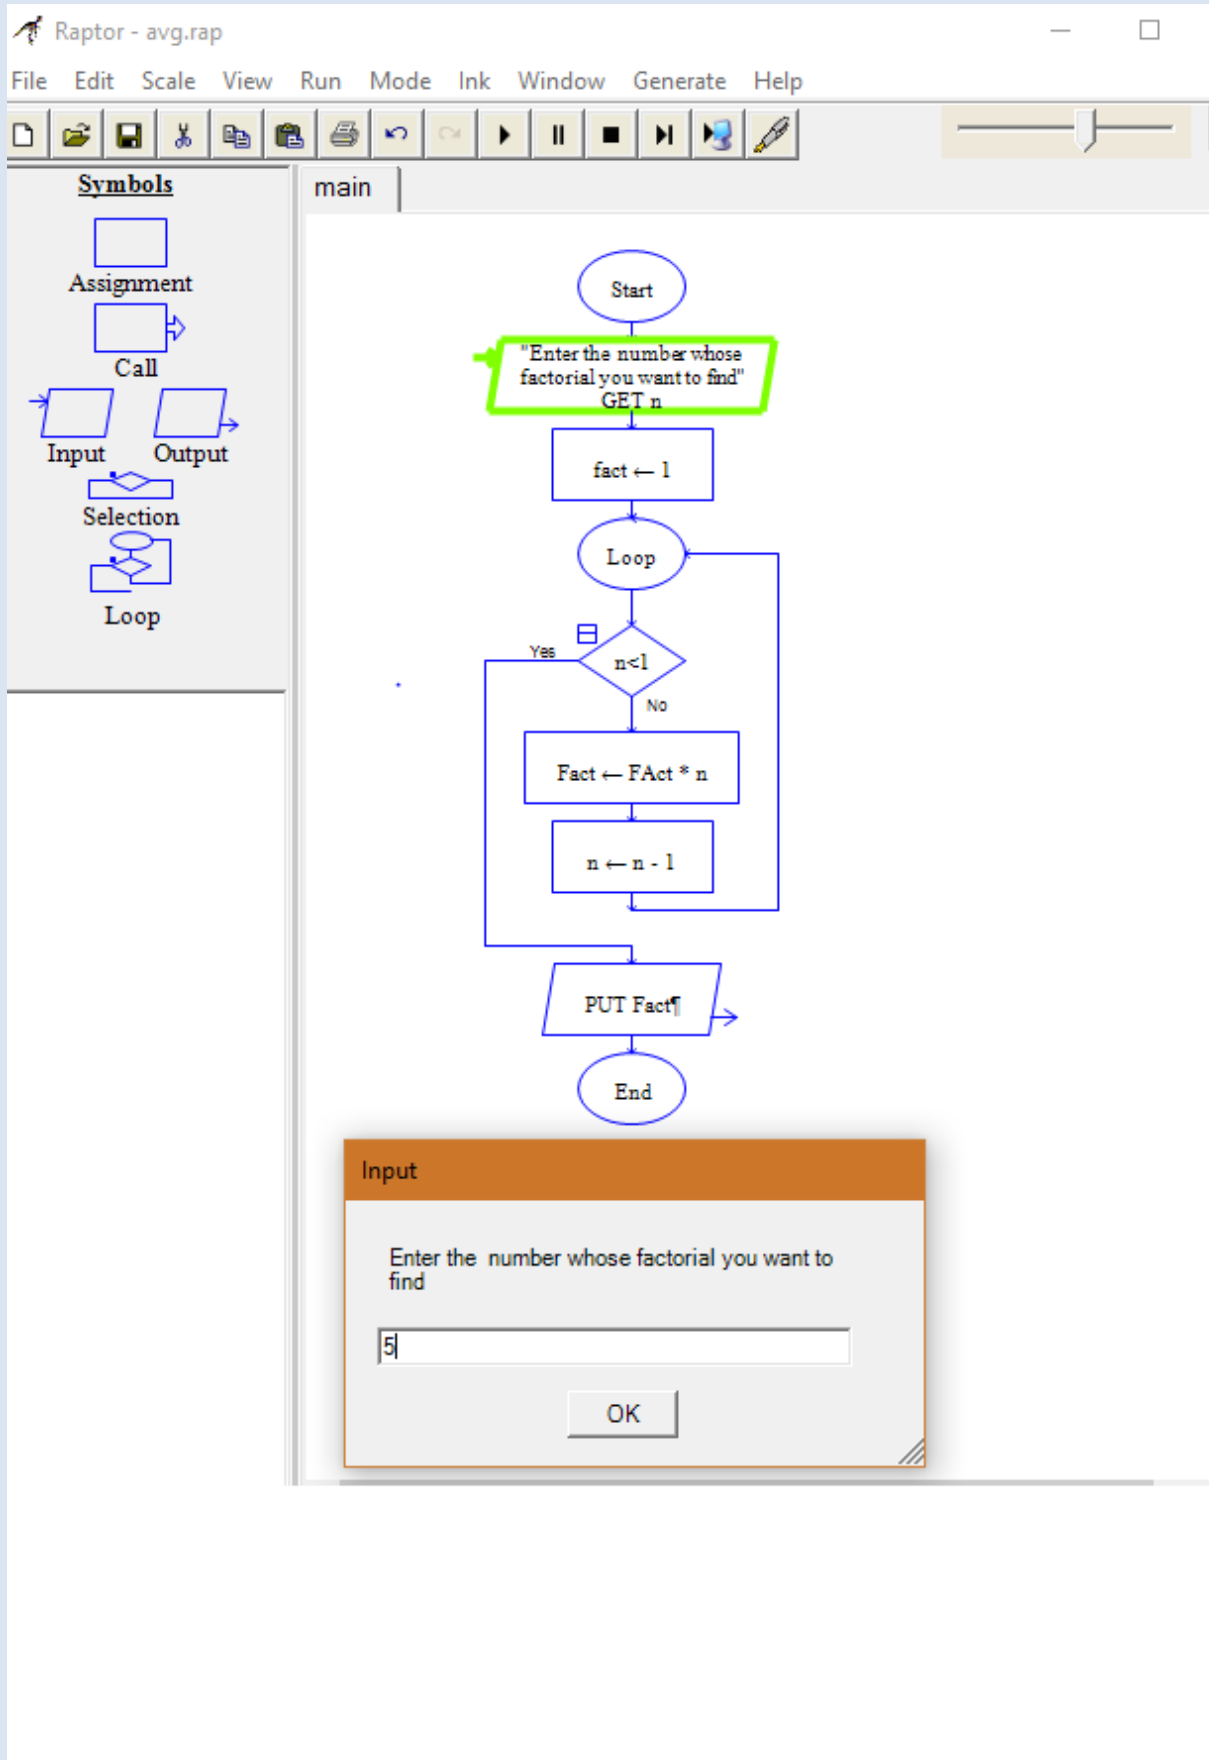 Raptor - avg.rap
File Edit Scale View Run Mode Ink Window Generate Help
Symbols
Assignment
Call
Input Output
Selection
Loop
main
Start
"Enter the number whose
factorial you want to find"
GET n
fact ← 1
Loop
Yes
n<1
No
Fact ← FAct * n
n ← n - 1
PUT Fact¶
End
Input
Enter the  number whose factorial you want to
find
5
OK